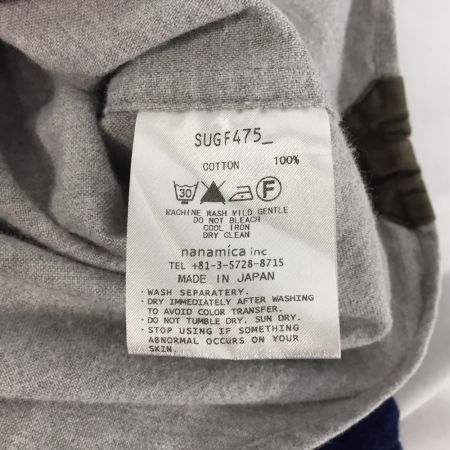 SUGF475_
COTTON 100%
30 F
MACHINE WASH MILD GENTLE
DO NOT BLEACH
COOL IRON
DRY CLEAN
nanamica inc.
TEL +81-3-5728-8715
MADE IN JAPAN
・WASH SEPARATERY.
・DRY IMMEDIATELY AFTER WASHING
TO AVOID COLOR TRANSFER.
・DO NOT TUMBLE DRY. SUN DRY.
・STOP USING IF SOMETHING
ABNORMAL OCCURS ON YOUR
SKIN.